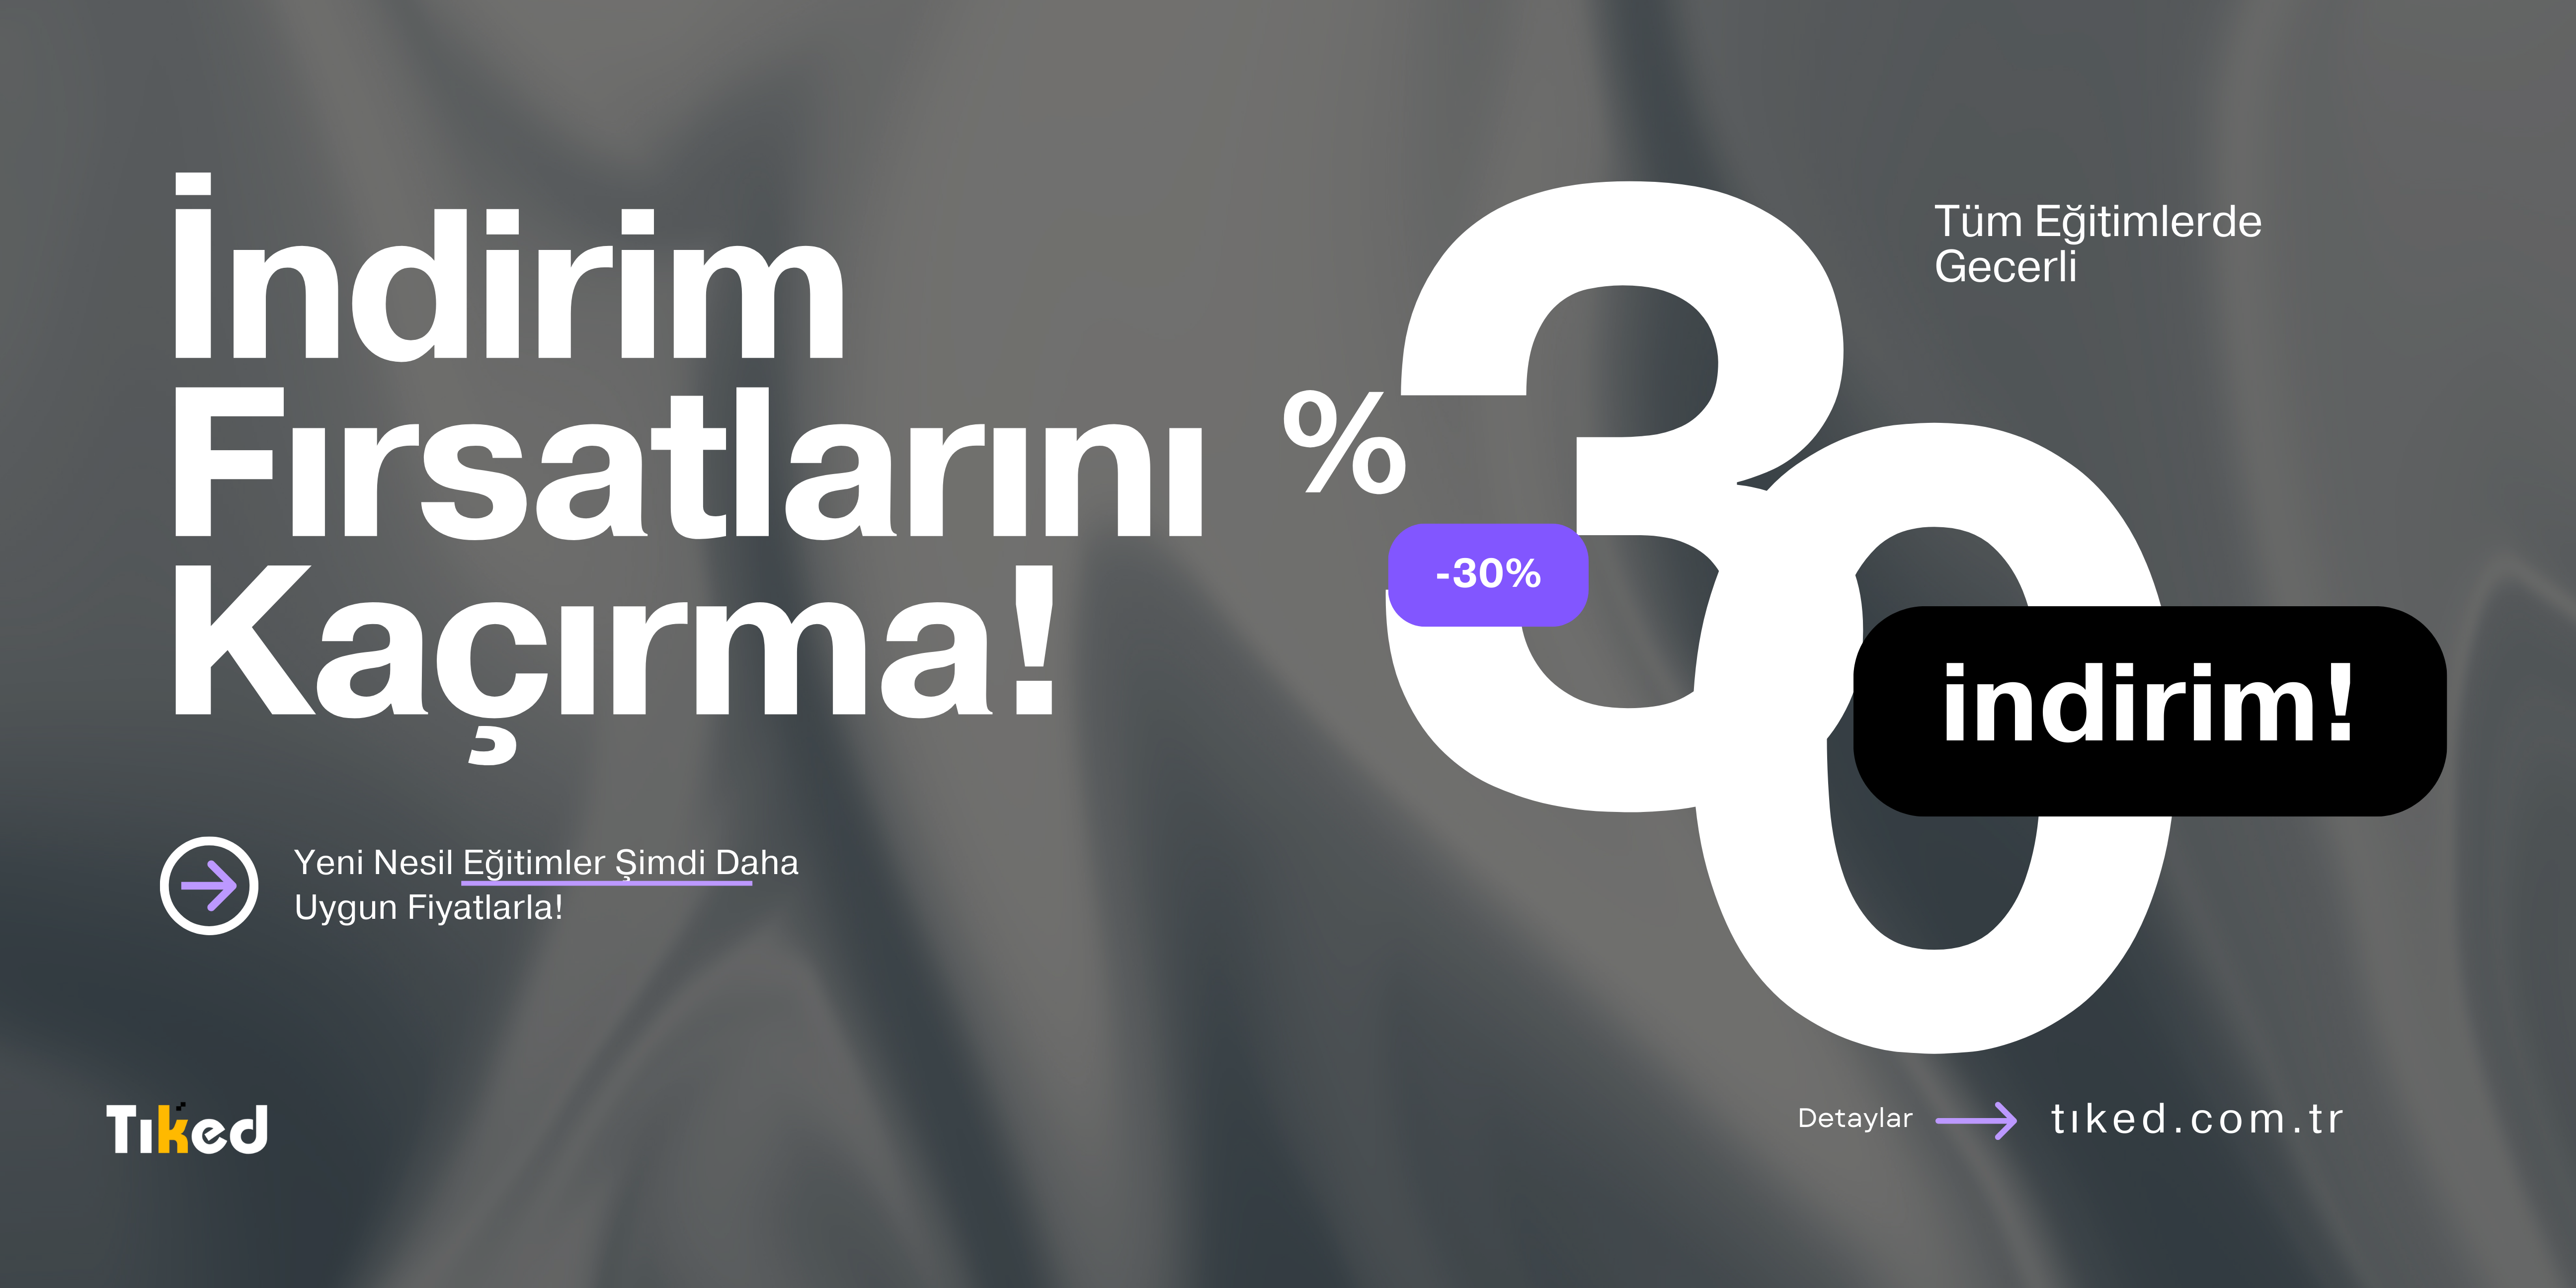 İndirim
Fırsatlarını
Kaçırma!
Yeni Nesil Eğitimler Şimdi Daha
Uygun Fiyatlarla!
Tıked
%
30
-30%
indirim!
Tüm Eğitimlerde
Gecerli
Detaylar
tıked.com.tr